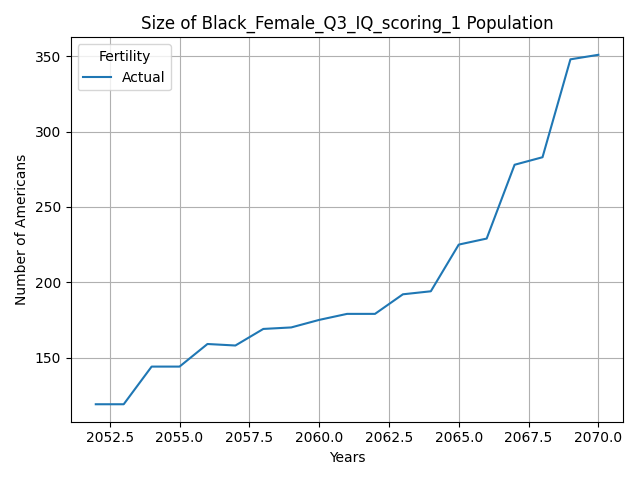 Size of Black_Female_Q3_IQ_scoring_1 Population
Fertility
Actual
Number of Americans
350
300
250
200
150
2052.5 2055.0 2057.5 2060.0 2062.5 2065.0 2067.5 2070.0
Years